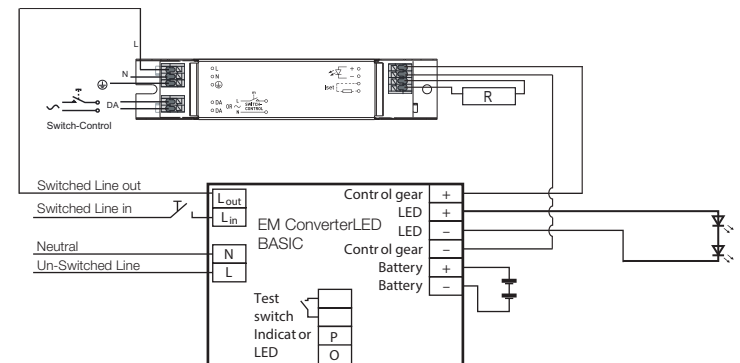 L
N
DA
Switch-Control
L
N
DA
DA
OR
L
N
SWITCH-
CONTROL
+
−
Iset
R
Switched Line out
Switched Line in
Neutral
Un-Switched Line
Lout
Lin
N
L
EM ConverterLED
BASIC
Control gear +
LED +
LED −
Control gear −
Battery +
Battery −
Test
switch
Indicator P
LED O